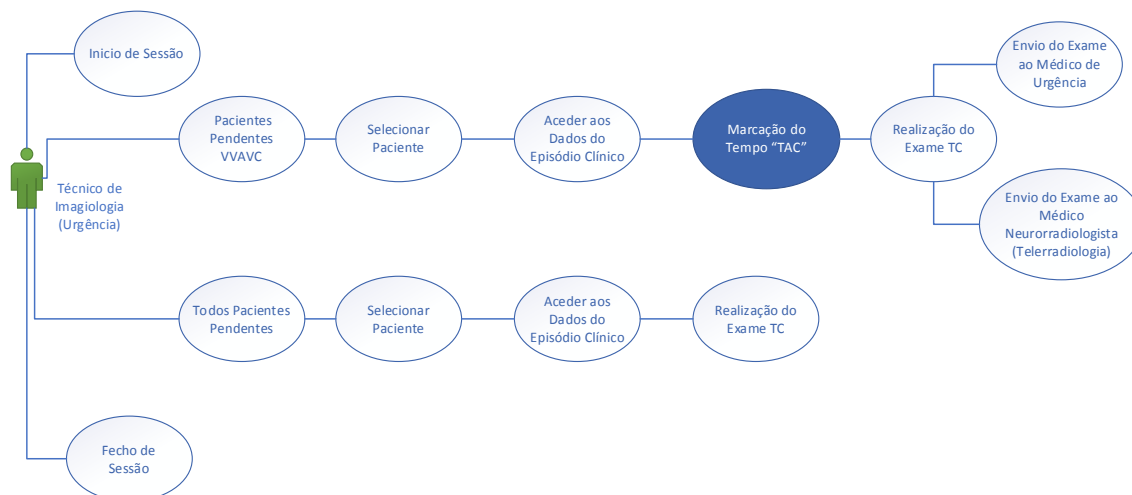 Inicio de Sessão
Pacientes
Pendentes
VVAVC
Selecionar
Paciente
Aceder aos
Dados do
Episódio Clínico
Marcação do
Tempo “TAC”
Realização do
Exame TC
Envio do Exame
ao Médico de
Urgência
Envio do Exame ao
Médico
Neurorradiologista
(Telerradiologia)
Técnico de
Imagiologia
(Urgência)
Todos Pacientes
Pendentes
Selecionar
Paciente
Aceder aos
Dados do
Episódio Clínico
Realização do
Exame TC
Fecho de
Sessão